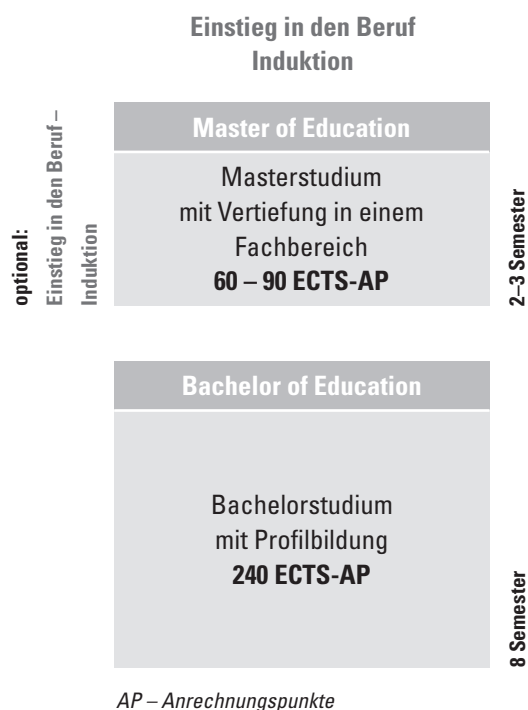 Einstieg in den Beruf
Induktion
optional:
Einstieg in den Beruf –
Induktion
Master of Education
Masterstudium
mit Vertiefung in einem
Fachbereich
60 – 90 ECTS-AP
2–3 Semester
Bachelor of Education
Bachelorstudium
mit Profilbildung
240 ECTS-AP
8 Semester
AP – Anrechnungspunkte